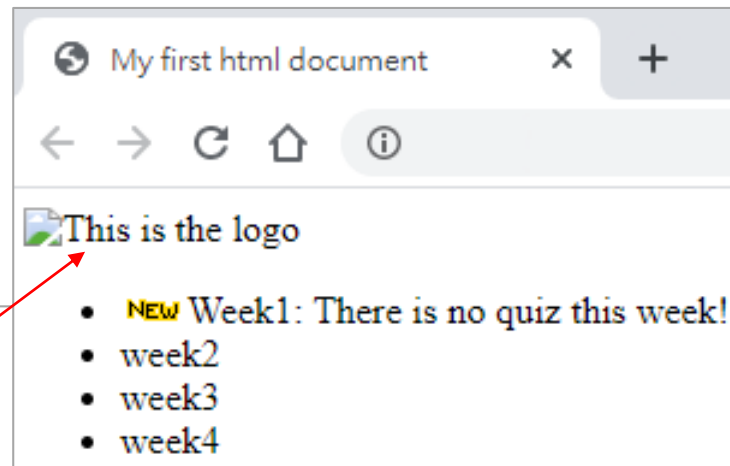 My first html document
This is the logo
NEW Week1: There is no quiz this week!
week2
week3
week4